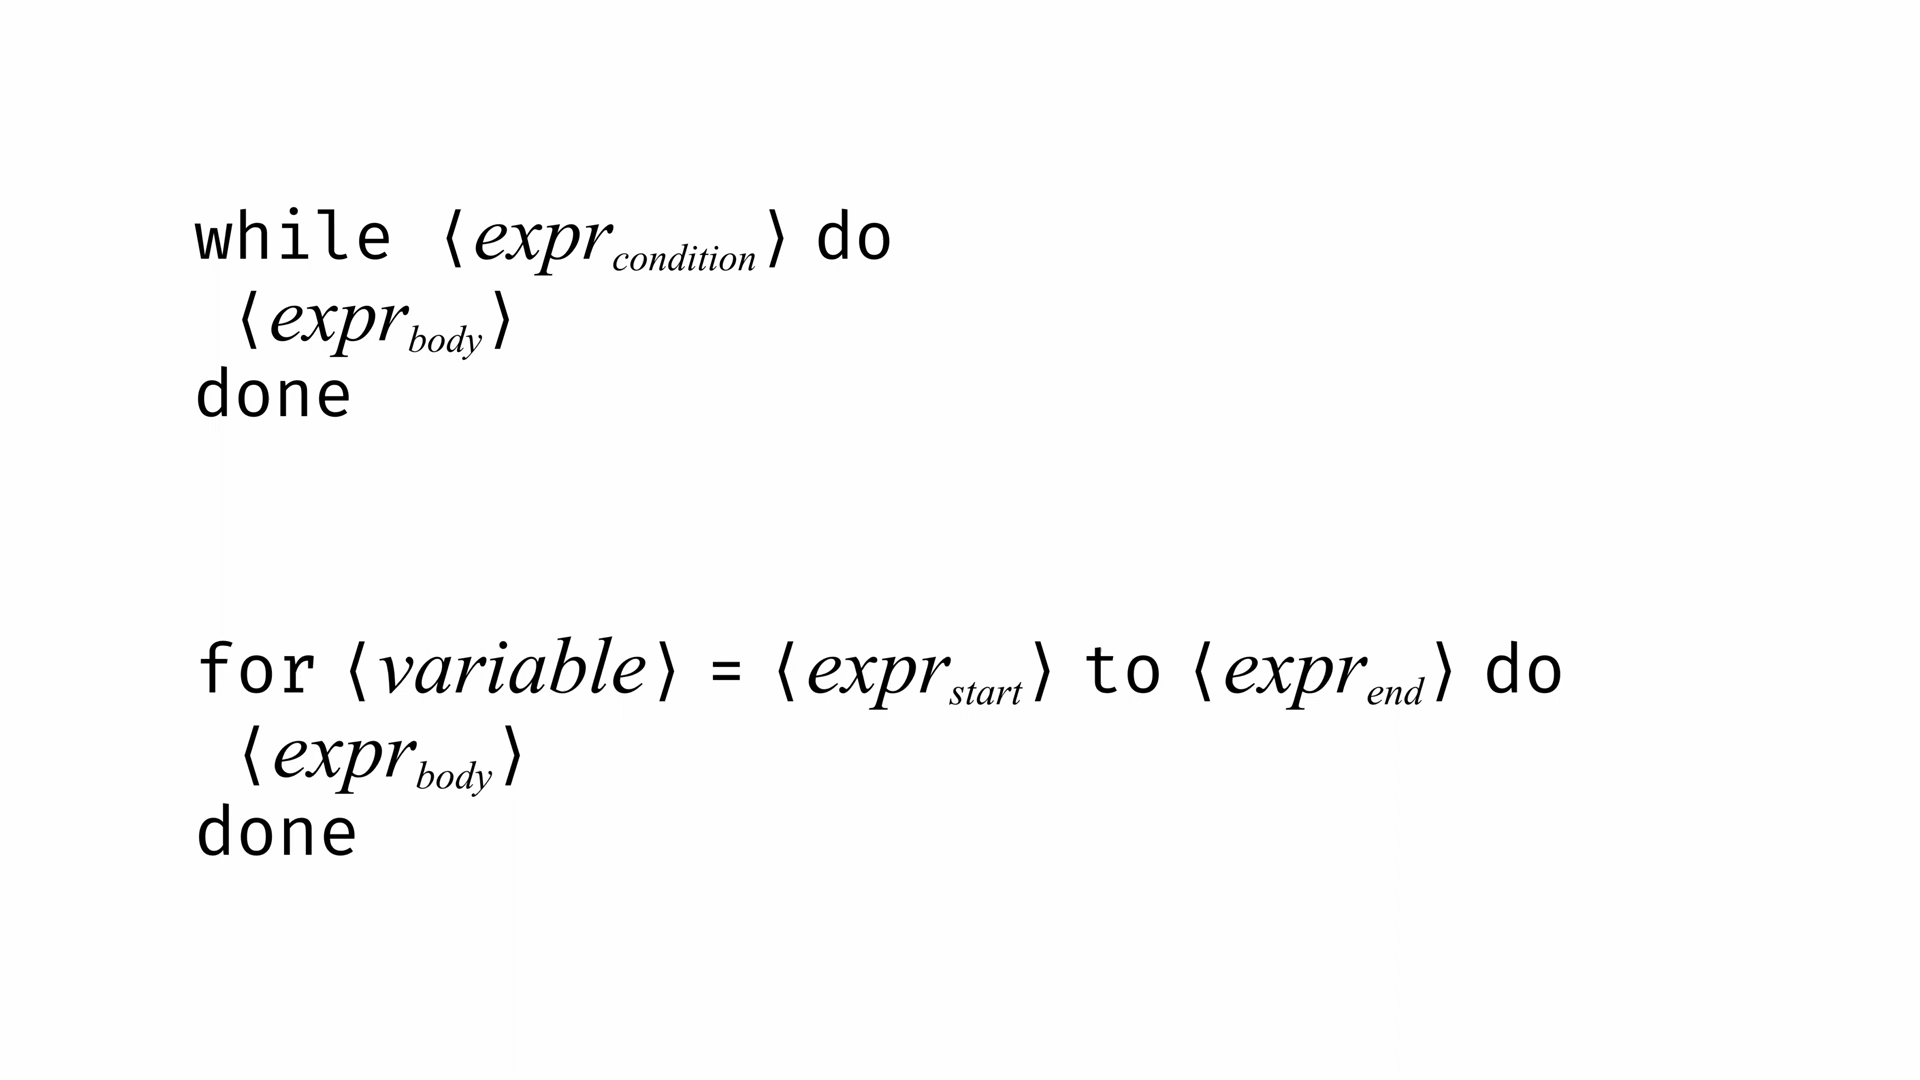 while ⟨expr_condition⟩ do
⟨expr_body⟩
done
for ⟨variable⟩ = ⟨expr_start⟩ to ⟨expr_end⟩ do
⟨expr_body⟩
done